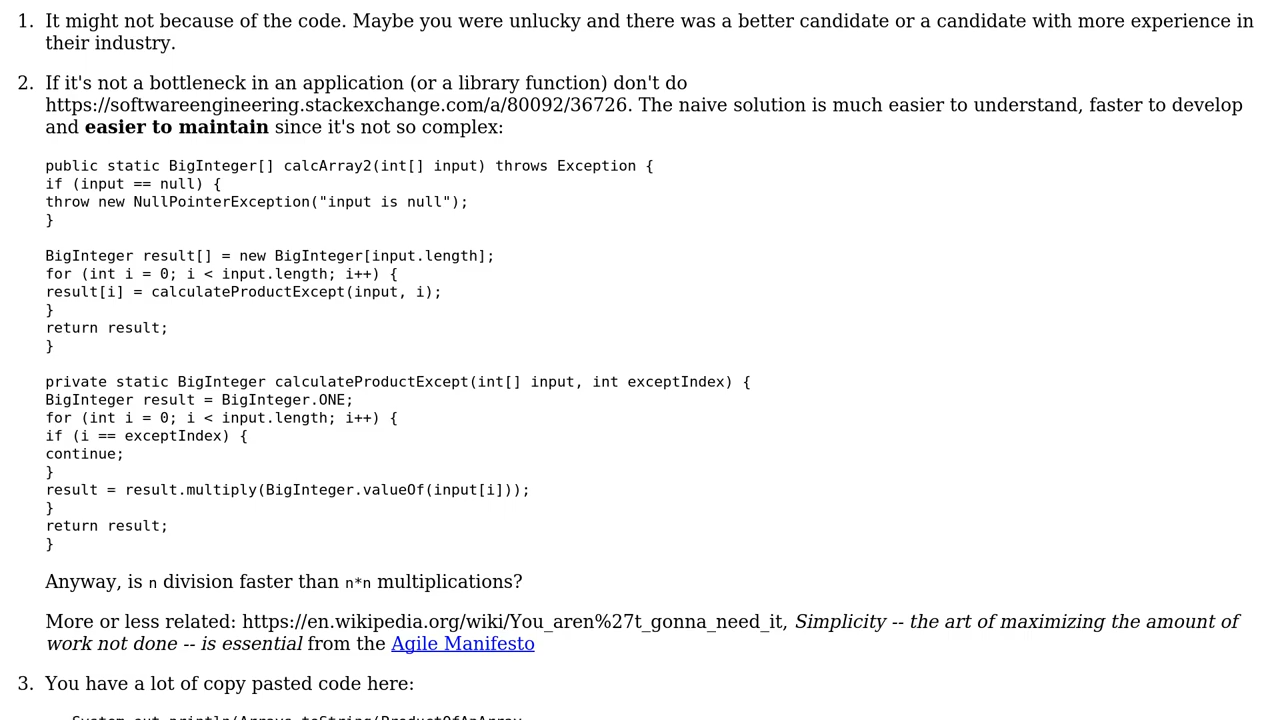 1. It might not because of the code. Maybe you were unlucky and there was a better candidate or a candidate with more experience in
their industry.
2. If it's not a bottleneck in an application (or a library function) don't do
https://softwareengineering.stackexchange.com/a/80092/36726. The naive solution is much easier to understand, faster to develop
and easier to maintain since it's not so complex:
public static BigInteger[] calcArray2(int[] input) throws Exception {
if (input == null) {
throw new NullPointerException("input is null");
}
BigInteger result[] = new BigInteger[input.length];
for (int i = 0; i < input.length; i++) {
result[i] = calculateProductExcept(input, i);
}
return result;
}
private static BigInteger calculateProductExcept(int[] input, int exceptIndex) {
BigInteger result = BigInteger.ONE;
for (int i = 0; i < input.length; i++) {
if (i == exceptIndex) {
continue;
}
result = result.multiply(BigInteger.valueOf(input[i]));
}
return result;
}
Anyway, is n division faster than n*n multiplications?
More or less related: https://en.wikipedia.org/wiki/You_aren%27t_gonna_need_it, Simplicity -- the art of maximizing the amount of
work not done -- is essential from the Agile Manifesto
3. You have a lot of copy pasted code here:
System.out.println(Arrays.toString(ProductOfAnArray